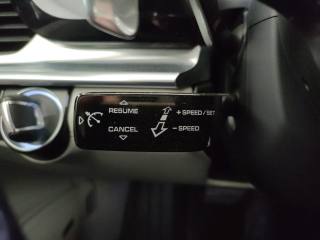 RESUME
+ SPEED/SET
CANCEL
− SPEED